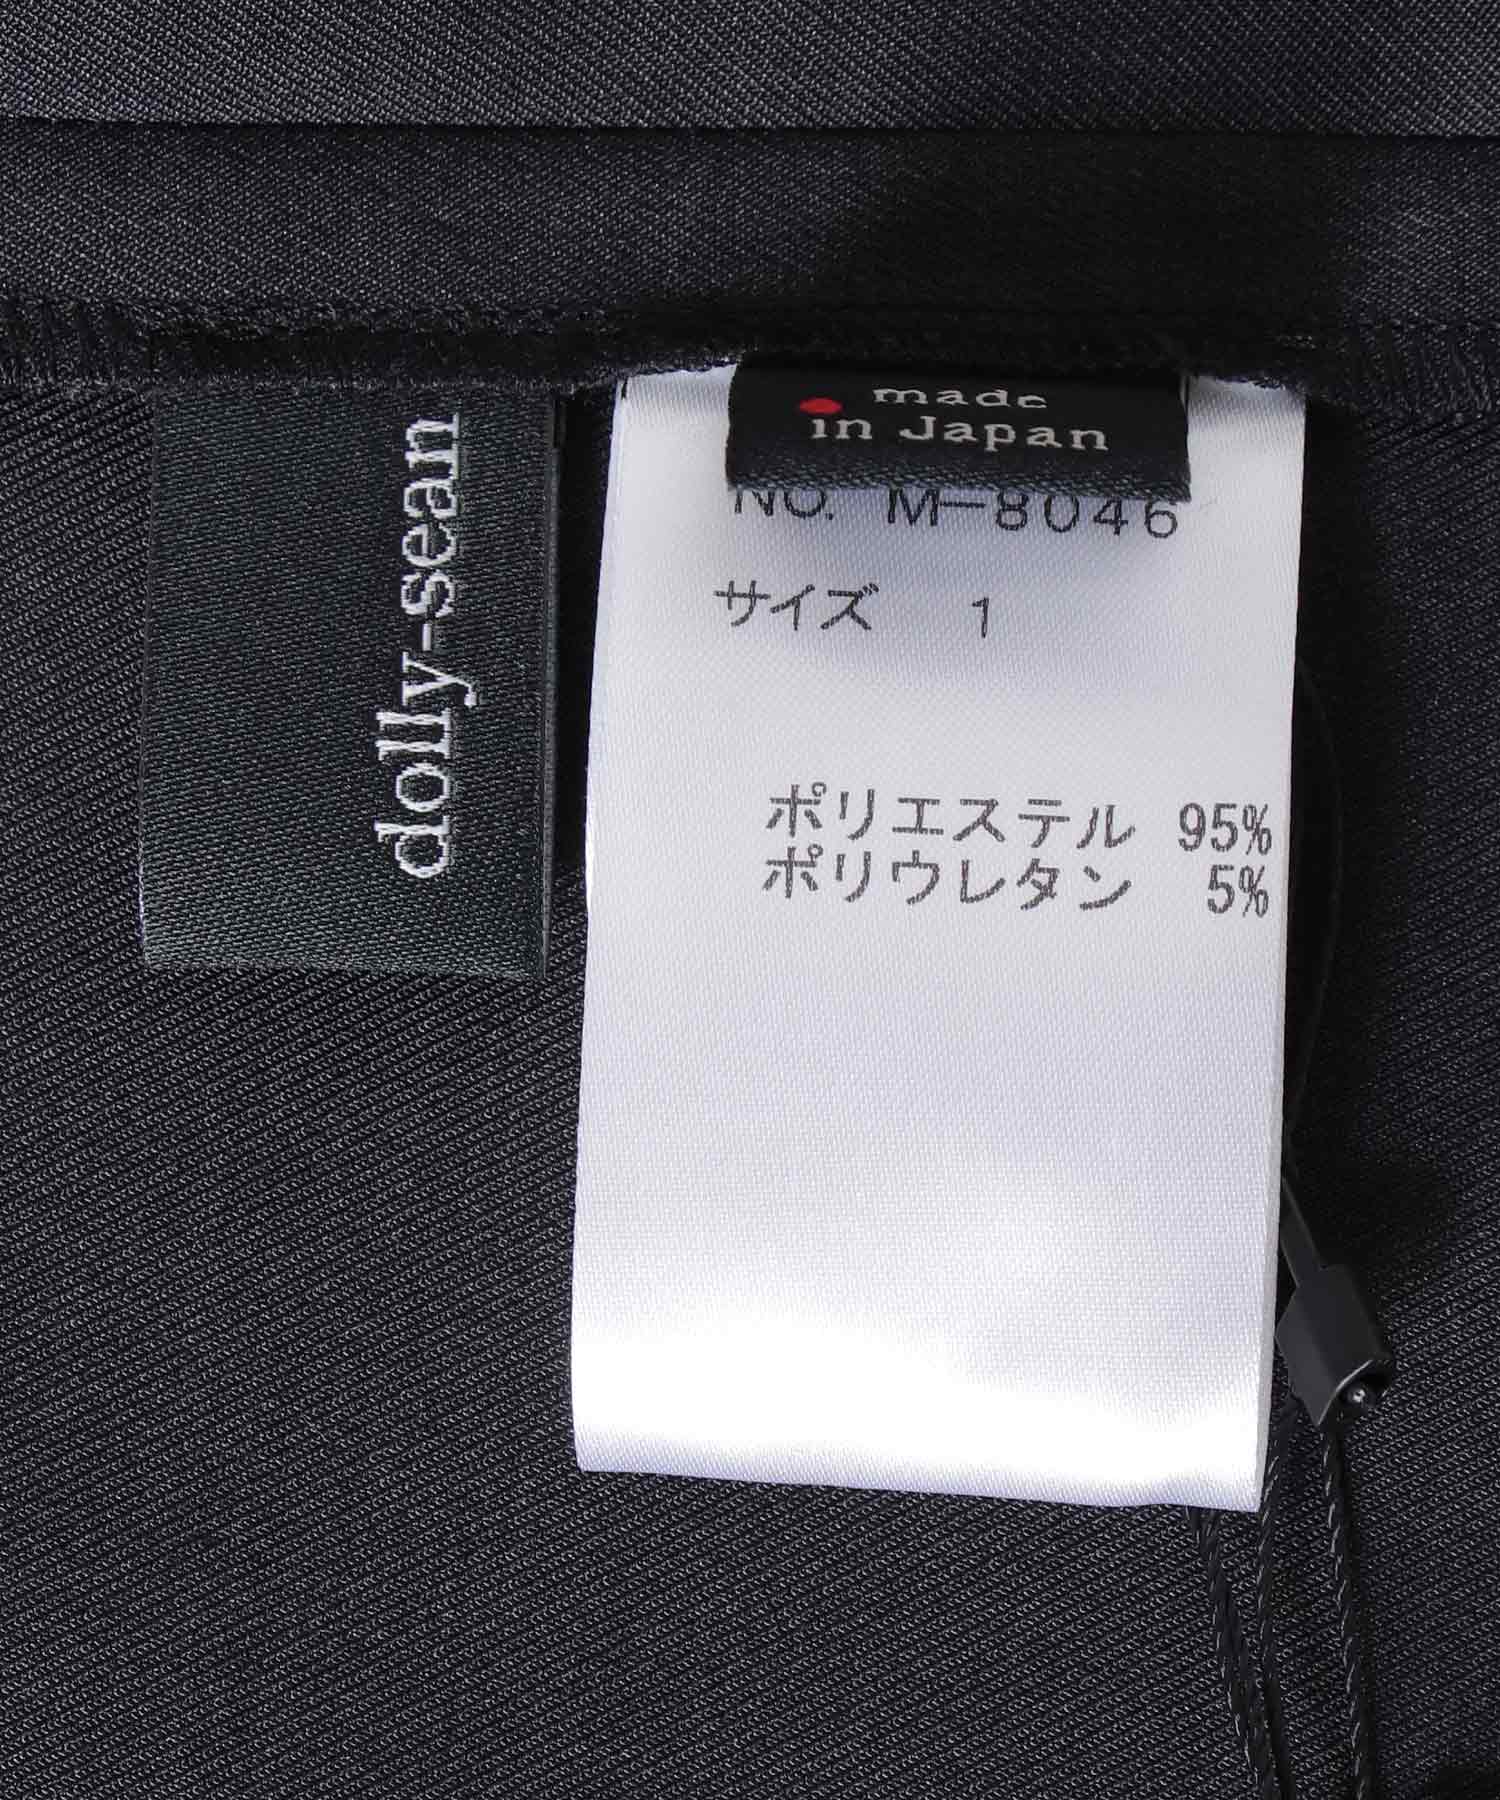 dolly-sean
made
in Japan
NO. M-8046
サイズ 1
ポリエステル 95%
ポリウレタン 5%